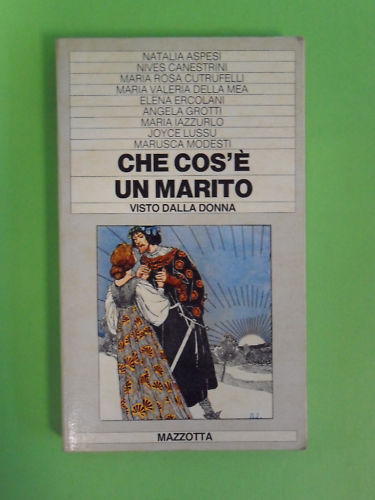 NATALIA ASPESI
NIVES CANESTRINI
MARIA ROSA CUTRUFELLI
MARIA VALERIA DELLA MEA
ELENA ERCOLANI
ANGELA GROTTI
MARIA IAZZURLO
JOYCE LUSSU
MARUSCA MODESTI
CHE COS'È
UN MARITO
VISTO DALLA DONNA
MAZZOTTA